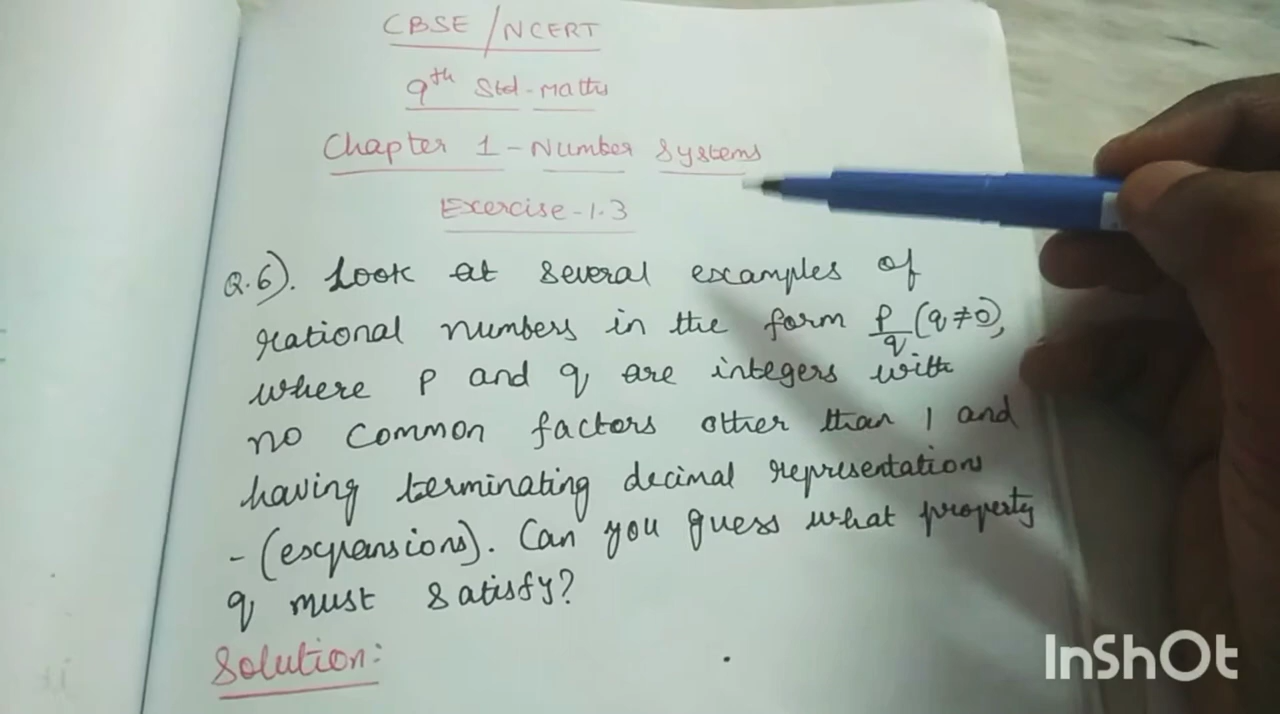 CBSE/NCERT
9th Std-Maths
Chapter 1-Number Systems
Exercise-1.3
Q.6). Look at several examples of
rational numbers in the form p/q (q≠0),
where p and q are integers with
no common factors other than 1 and
having terminating decimal representations
- (expansions). Can you guess what property
q must satisfy?
Solution:
InShOt